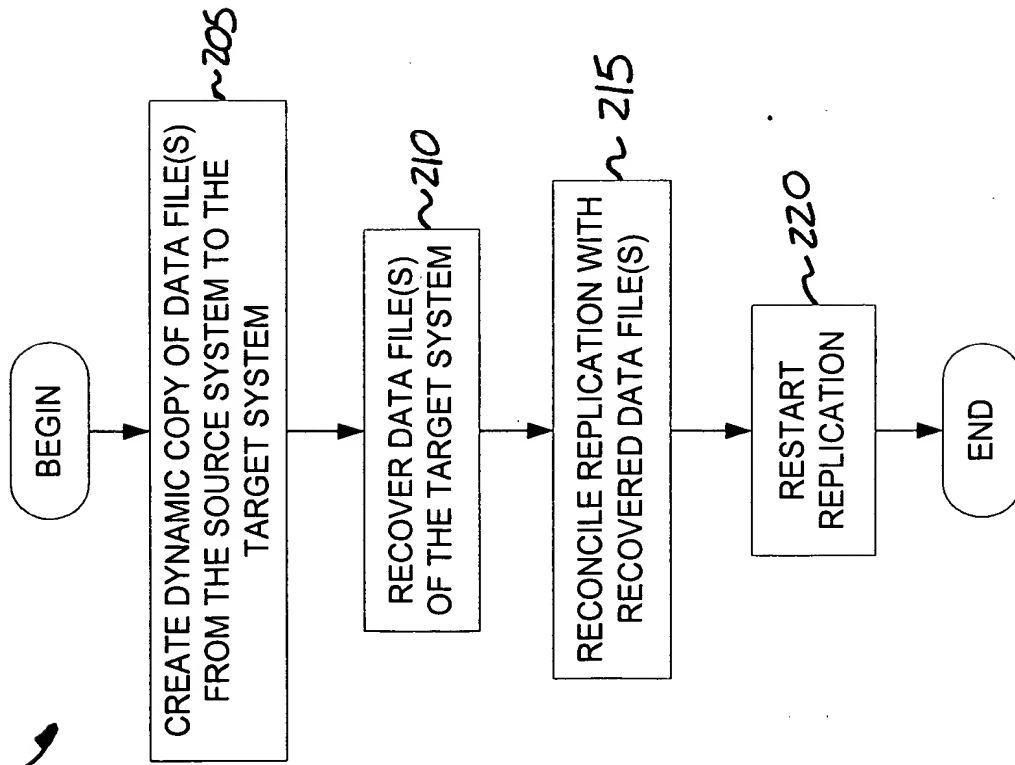 BEGIN
CREATE DYNAMIC COPY OF DATA FILE(S)
FROM THE SOURCE SYSTEM TO THE
TARGET SYSTEM
~205
RECOVER DATA FILE(S)
OF THE TARGET SYSTEM
~210
RECONCILE REPLICATION WITH
RECOVERED DATA FILE(S)
~215
RESTART
REPLICATION
~220
END